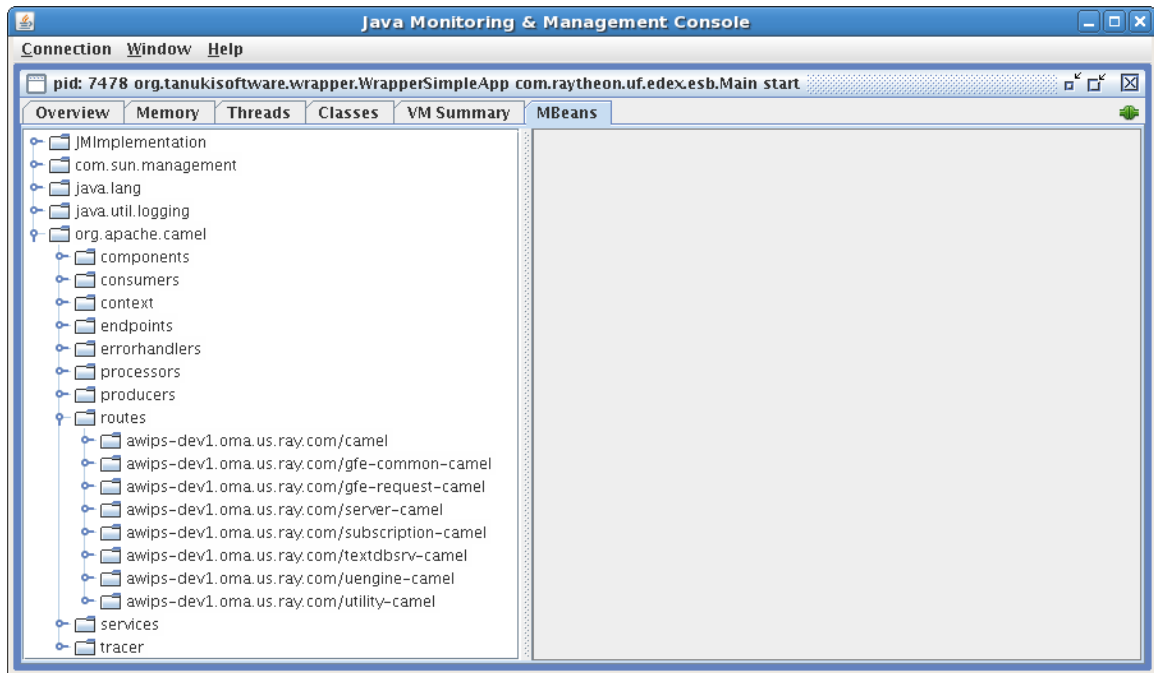 Java Monitoring & Management Console
Connection Window Help
pid: 7478 org.tanukisoftware.wrapper.WrapperSimpleApp com.raytheon.uf.edex.esb.Main start
Overview Memory Threads Classes VM Summary MBeans
JMImplementation
com.sun.management
java.lang
java.util.logging
org.apache.camel
components
consumers
context
endpoints
errorhandlers
processors
producers
routes
awips-dev1.oma.us.ray.com/camel
awips-dev1.oma.us.ray.com/gfe-common-camel
awips-dev1.oma.us.ray.com/gfe-request-camel
awips-dev1.oma.us.ray.com/server-camel
awips-dev1.oma.us.ray.com/subscription-camel
awips-dev1.oma.us.ray.com/textdbsrv-camel
awips-dev1.oma.us.ray.com/uengine-camel
awips-dev1.oma.us.ray.com/utility-camel
services
tracer